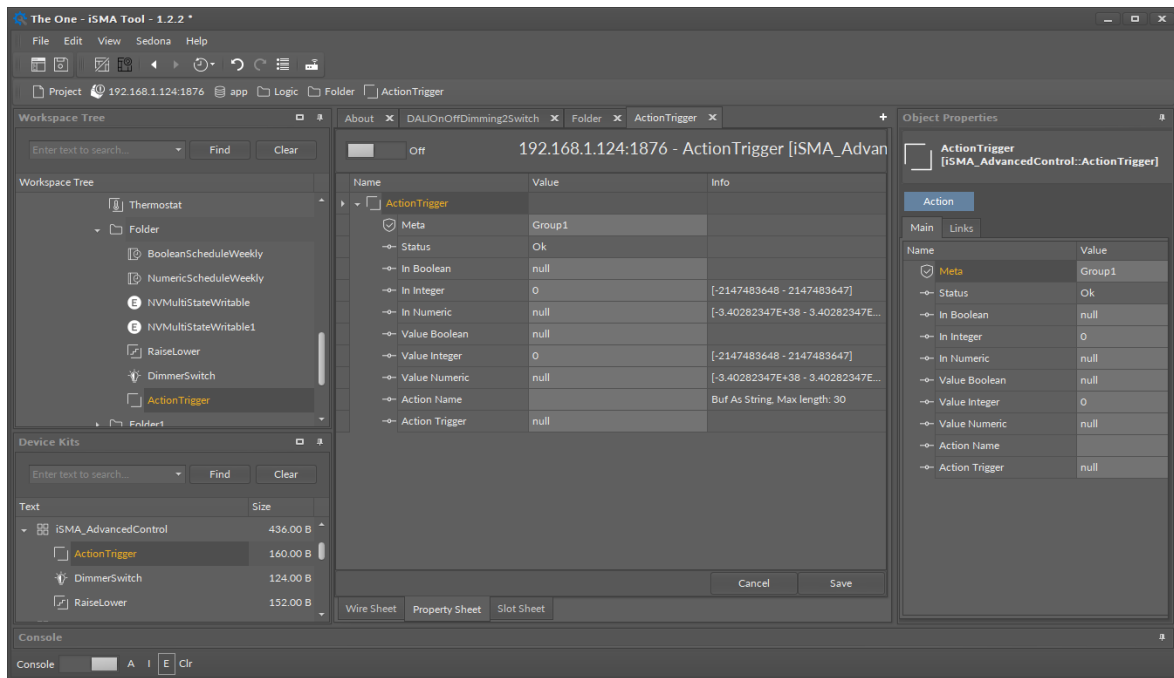 The One - iSMA Tool - 1.2.2 *
File Edit View Sedona Help
Project 192.168.1.124:1876 app Logic Folder ActionTrigger
Workspace Tree
Enter text to search... Find Clear
Workspace Tree
Thermostat
Folder
BooleanScheduleWeekly
NumericScheduleWeekly
E NVMultiStateWritable
E NVMultiStateWritable1
RaiseLower
DimmerSwitch
ActionTrigger
Folder1
Device Kits
Enter text to search... Find Clear
Text Size
iSMA_AdvancedControl 436.00 B
ActionTrigger 160.00 B
DimmerSwitch 124.00 B
RaiseLower 152.00 B
About DALIOnOffDimming2Switch Folder ActionTrigger
Off 192.168.1.124:1876 - ActionTrigger [iSMA_Advan
Name Value Info
ActionTrigger
Meta Group1
Status Ok
In Boolean null
In Integer 0 [-2147483648 - 2147483647]
In Numeric null [-3.40282347E+38 - 3.40282347E...
Value Boolean null
Value Integer 0 [-2147483648 - 2147483647]
Value Numeric null [-3.40282347E+38 - 3.40282347E...
Action Name Buf As String, Max length: 30
Action Trigger null
Cancel Save
Wire Sheet Property Sheet Slot Sheet
Object Properties
ActionTrigger
[iSMA_AdvancedControl::ActionTrigger]
Action
Main Links
Name Value
Meta Group1
Status Ok
In Boolean null
In Integer 0
In Numeric null
Value Boolean null
Value Integer 0
Value Numeric null
Action Name
Action Trigger null
Console
Console A I E Clr